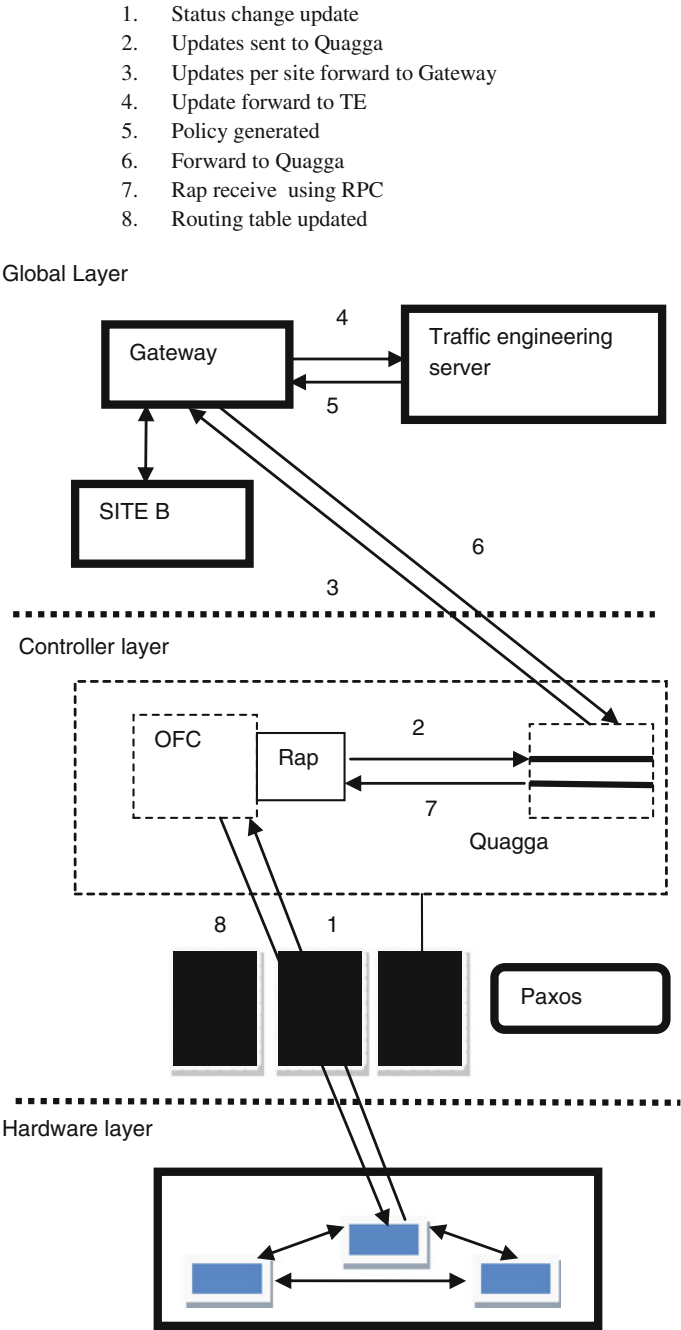 1. Status change update
2. Updates sent to Quagga
3. Updates per site forward to Gateway
4. Update forward to TE
5. Policy generated
6. Forward to Quagga
7. Rap receive using RPC
8. Routing table updated
Global Layer
4
Gateway
Traffic engineering
server
5
SITE B
6
3
Controller layer
OFC
Rap
2
7
Quagga
8
1
Paxos
Hardware layer